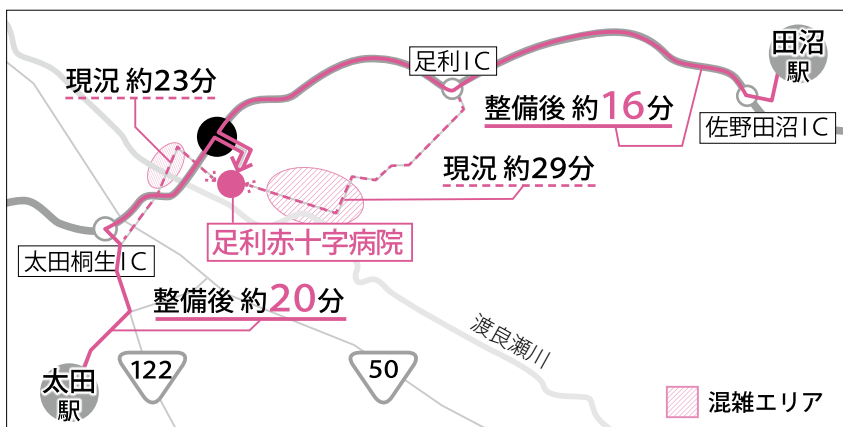 足利IC
田沼
駅
現況 約23分
整備後 約16分
佐野田沼IC
現況 約29分
足利赤十字病院
太田桐生IC
整備後 約20分
渡良瀬川
122
50
太田
駅
混雑エリア